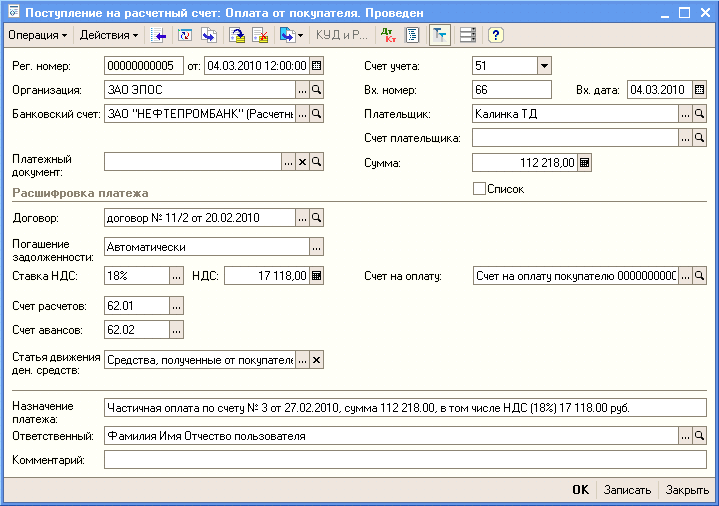 Поступление на расчетный счет: Оплата от покупателя. Проведен
Операция Действия КУД и Р... Дт Кт
Рег. номер: 00000000005 от: 04.03.2010 12:00:00 Счет учета: 51
Организация: ЗАО ЭПОС Вх. номер: 66 Вх. дата: 04.03.2010
Банковский счет: ЗАО "НЕФТЕПРОМБАНК" (Расчетны Плательщик: Калинка ТД
Счет плательщика:
Платежный документ: Сумма: 112 218,00
Список
Расшифровка платежа
Договор: договор № 11/2 от 20.02.2010
Погашение задолженности: Автоматически
Ставка НДС: 18% НДС: 17 118,00 Счет на оплату: Счет на оплату покупателю 0000000000
Счет расчетов: 62.01
Счет авансов: 62.02
Статья движения ден. средств: Средства, полученные от покупателе
Назначение платежа: Частичная оплата по счету № 3 от 27.02.2010, сумма 112 218.00, в том числе НДС (18%) 17 118.00 руб.
Ответственный: Фамилия Имя Отчество пользователя
Комментарий:
OK Записать Закрыть